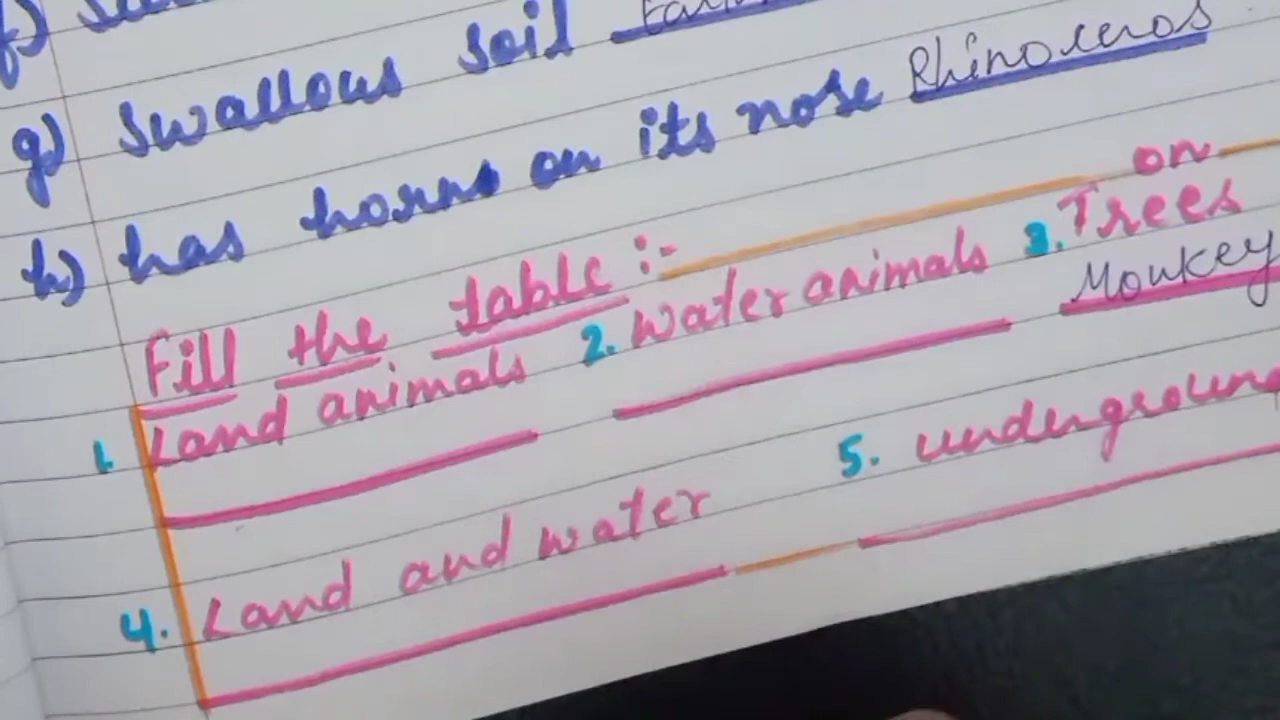 g) Swallows soil
h) has horns on its nose Rhinoceros
Fill the table :-
1. Land animals 2. Water animals 3. on Trees
Monkey
4. Land and water 5. underground